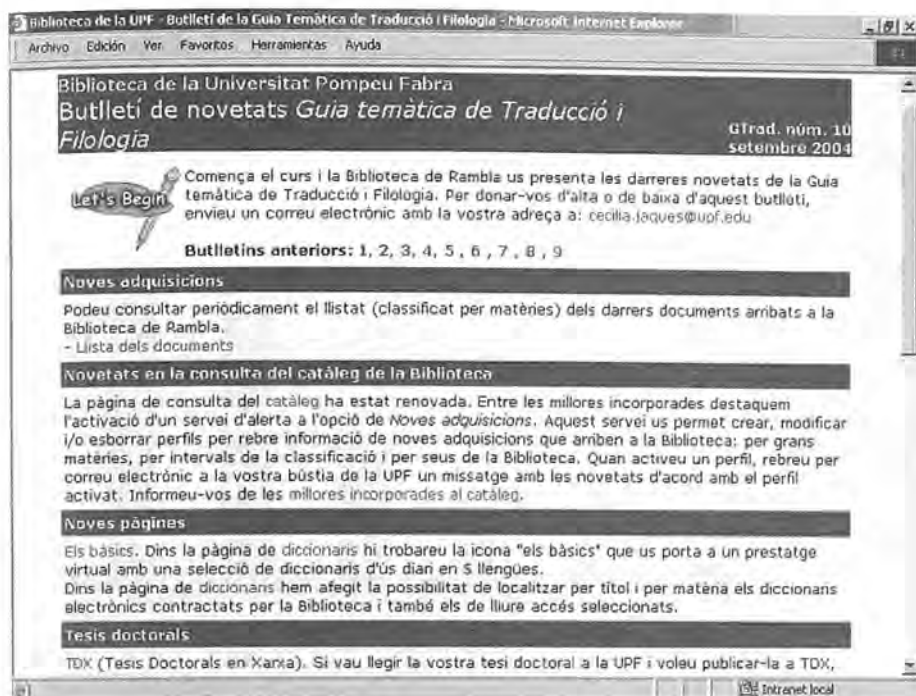 Biblioteca de la UPF - Butlletí de la Guia Temàtica de Traducció i Filologia - Microsoft Internet Explorer
Archivo Edición Ver Favoritos Herramientas Ayuda
Biblioteca de la Universitat Pompeu Fabra
Butlletí de novetats Guia temàtica de Traducció i
Filologia
GTrad. núm. 10
setembre 2004
Let's Begin
Comença el curs i la Biblioteca de Rambla us presenta les darreres novetats de la Guia
temàtica de Traducció i Filologia. Per donar-vos d'alta o de baixa d'aquest butlletí,
envieu un correu electrònic amb la vostra adreça a: cecilia.jaques@upf.edu
Butlletins anteriors: 1, 2, 3, 4, 5 , 6 , 7 , 8 , 9
Noves adquisicions
Podeu consultar periòdicament el llistat (classificat per matèries) dels darrers documents arribats a la
Biblioteca de Rambla.
- Llista dels documents
Novetats en la consulta del catàleg de la Biblioteca
La pàgina de consulta del catàleg ha estat renovada. Entre les millores incorporades destaquem
l'activació d'un servei d'alerta a l'opció de Noves adquisicions. Aquest servei us permet crear, modificar
i/o esborrar perfils per rebre informació de noves adquisicions que arriben a la Biblioteca: per grans
matèries, per intervals de la classificació i per seus de la Biblioteca. Quan activeu un perfil, rebreu per
correu electrònic a la vostra bústia de la UPF un missatge amb les novetats d'acord amb el perfil
activat. Informeu-vos de les millores incorporades al catàleg.
Noves pàgines
Els bàsics. Dins la pàgina de diccionaris hi trobareu la icona "els bàsics" que us porta a un prestatge
virtual amb una selecció de diccionaris d'ús diari en 5 llengües.
Dins la pàgina de diccionaris hem afegit la possibilitat de localitzar per títol i per matèria els diccionaris
electrònics contractats per la Biblioteca i també els de lliure accés seleccionats.
Tesis doctorals
TDX (Tesis Doctorals en Xarxa). Si vau llegir la vostra tesi doctoral a la UPF i voleu publicar-la a TDX,
Intranet local